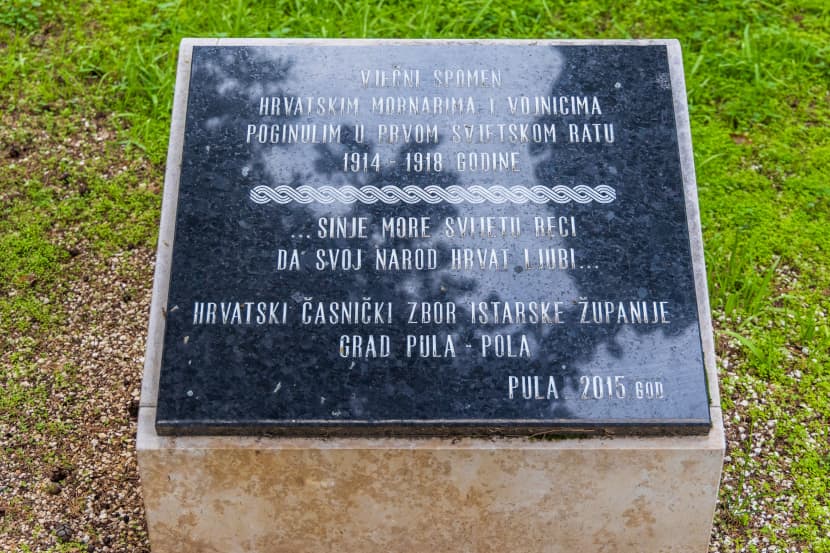 VJEČNI SPOMEN
HRVATSKIM MORNARIMA I VOJNICIMA
POGINULIM U PRVOM SVJETSKOM RATU
1914 - 1918 GODINE
...SINJE MORE SVIJETU RECI
DA SVOJ NAROD HRVAT LJUBI...
HRVATSKI ČASNIČKI ZBOR ISTARSKE ŽUPANIJE
GRAD PULA - POLA
PULA 2015. GOD